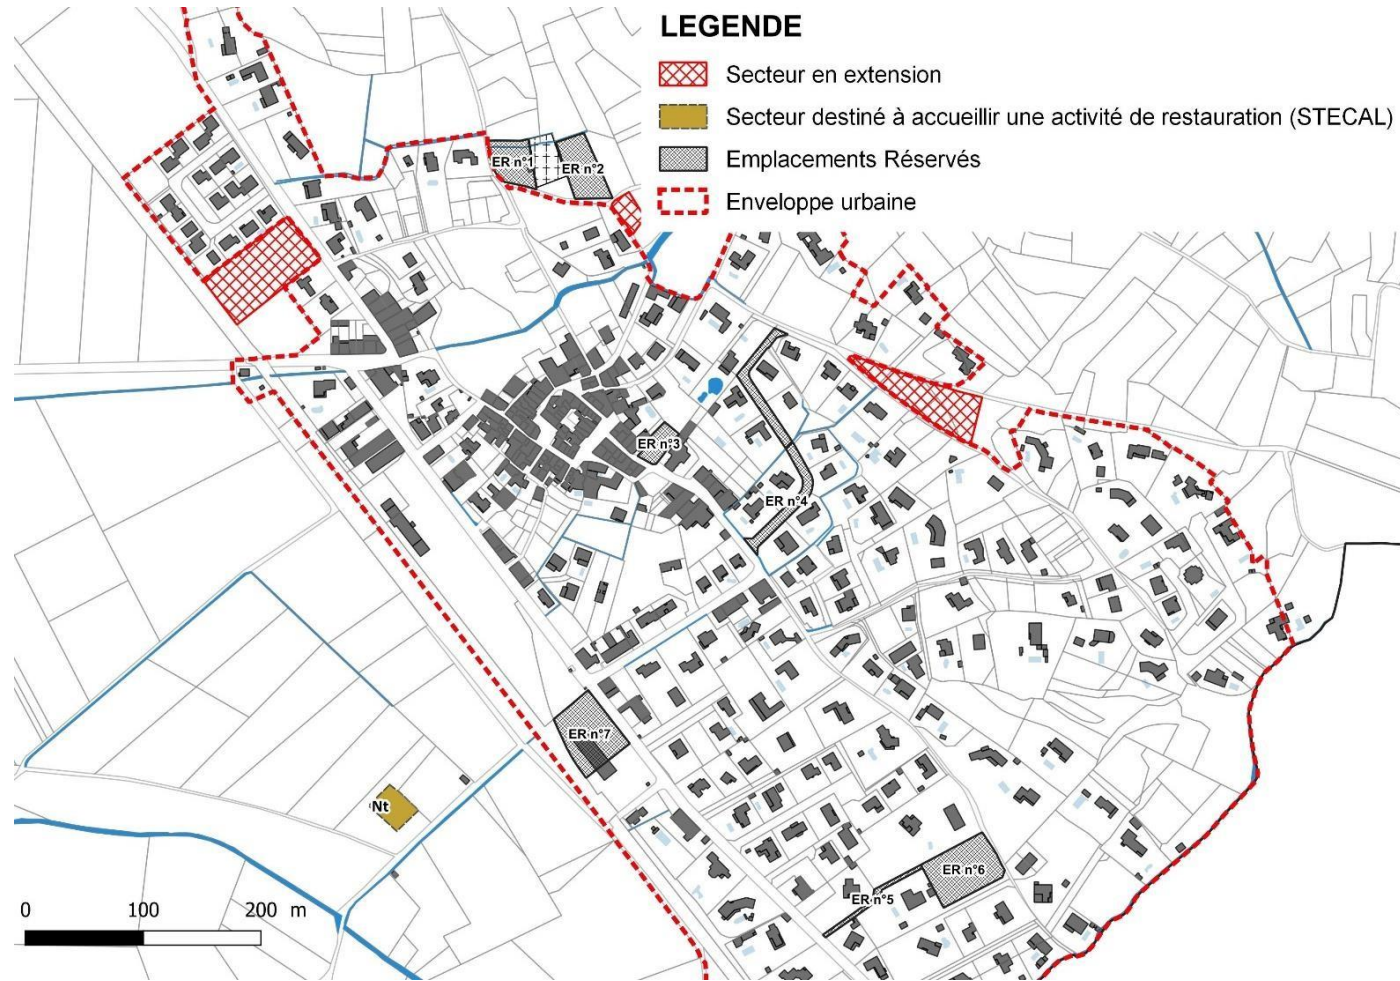 LEGENDE
Secteur en extension
Secteur destiné à accueillir une activité de restauration (STECAL)
Emplacements Réservés
Enveloppe urbaine
ER n°1
ER n°2
ER n°3
ER n°4
ER n°7
Nt
ER n°6
ER n°5
0 100 200 m